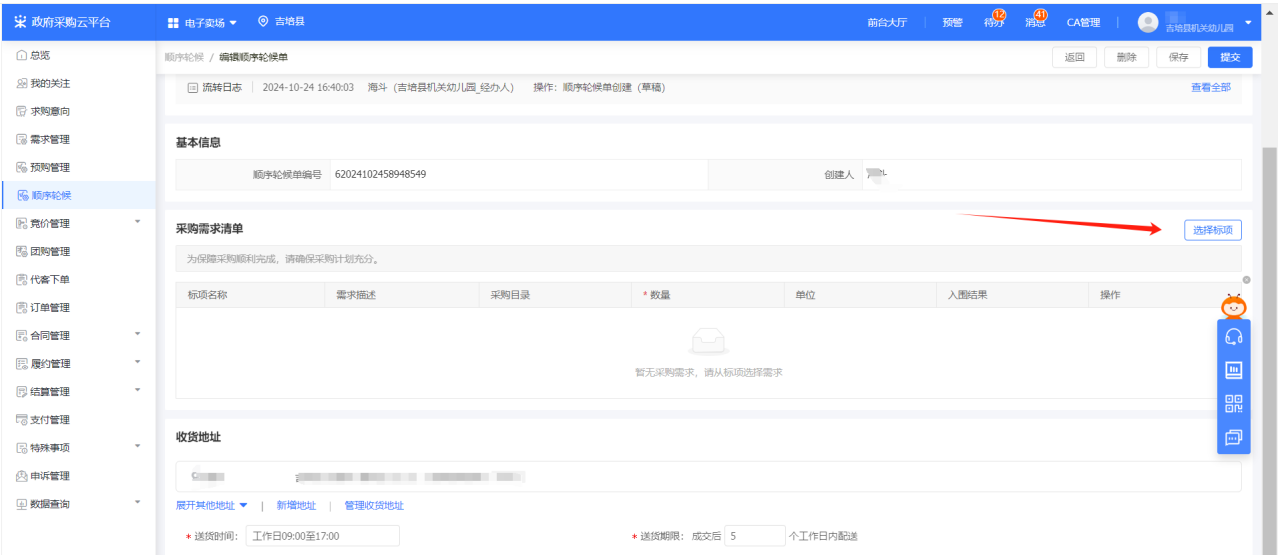 政府采购云平台 电子卖场 吉培县 前台大厅 预警 待办 12 消息 41 CA管理 吉培县机关幼儿园
总览
我的关注
求购意向
需求管理
预购管理
顺序轮候
竞价管理
团购管理
代客下单
订单管理
合同管理
履约管理
结算管理
支付管理
特殊事项
申诉管理
数据查询
顺序轮候 / 编辑顺序轮候单 返回 删除 保存 提交
流转日志 2024-10-24 16:40:03 海斗（吉培县机关幼儿园_经办人） 操作：顺序轮候单创建（草稿） 查看全部
基本信息
顺序轮候单编号 62024102458948549 创建人
采购需求清单 选择标项
为保障采购顺利完成，请确保采购计划充分。
标项名称 需求描述 采购目录 * 数量 单位 入围结果 操作
暂无采购需求，请从标项选择需求
收货地址
展开其他地址 | 新增地址 | 管理收货地址
* 送货时间： 工作日09:00至17:00 * 送货期限： 成交后 5 个工作日内配送